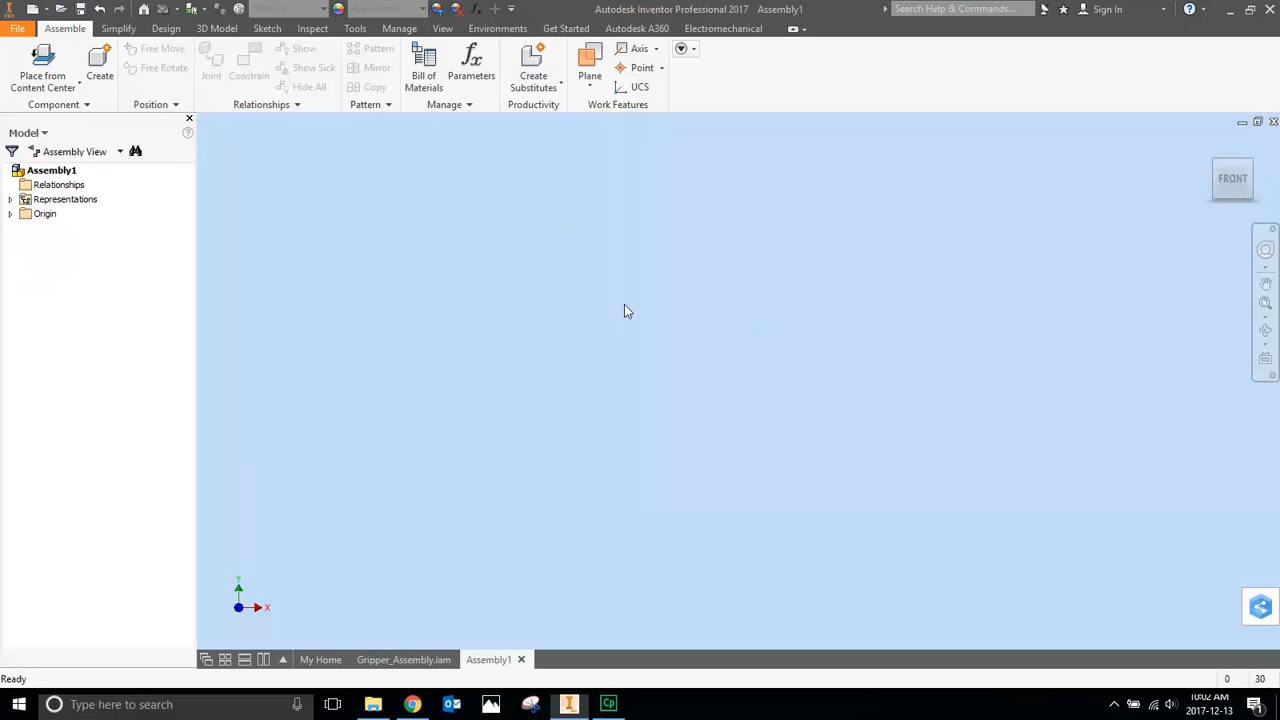 Autodesk Inventor Professional 2017 Assembly1
Search Help & Commands...
Sign In
File Assemble Simplify Design 3D Model Sketch Inspect Tools Manage View Environments Get Started Autodesk A360 Electromechanical
Place from Content Center
Create
Free Move
Free Rotate
Joint
Constrain
Show
Show Sick
Hide All
Pattern
Mirror
Copy
Bill of Materials
Parameters
Create Substitutes
Plane
Axis
Point
UCS
Component
Position
Relationships
Pattern
Manage
Productivity
Work Features
Model
Assembly View
Assembly1
Relationships
Representations
Origin
FRONT
Y
X
My Home
Gripper_Assembly.iam
Assembly1
Ready
0 30
Type here to search
10:02 AM
2017-12-13